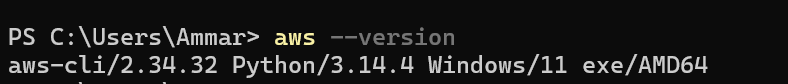 PS C:\Users\Ammar> aws --version
aws-cli/2.34.32 Python/3.14.4 Windows/11 exe/AMD64